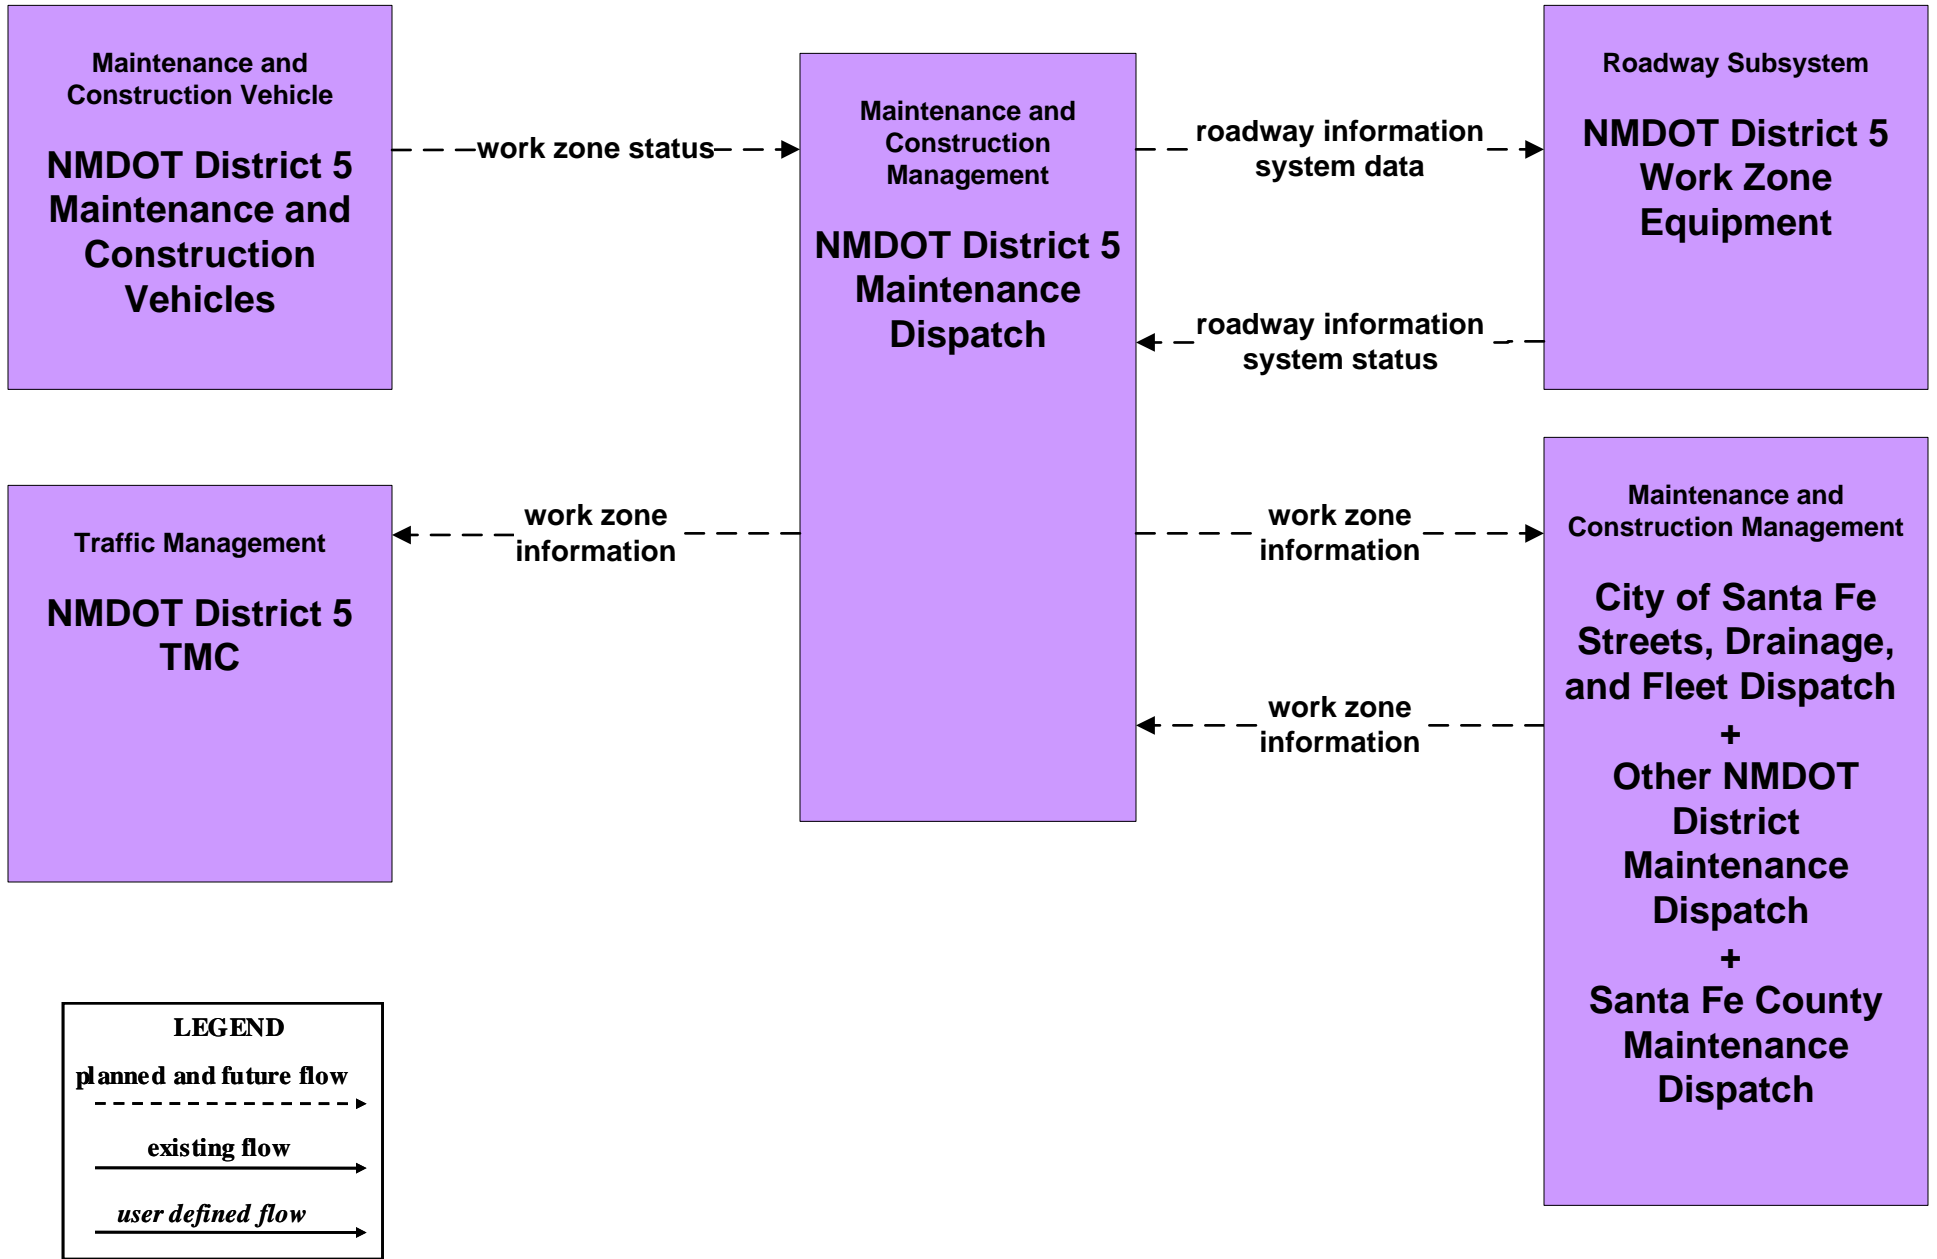 Maintenance and
Construction Vehicle
NMDOT District 5
Maintenance and
Construction
Vehicles
work zone status
Maintenance and
Construction
Management
NMDOT District 5
Maintenance
Dispatch
roadway information
system data
Roadway Subsystem
NMDOT District 5
Work Zone
Equipment
roadway information
system status
Traffic Management
NMDOT District 5
TMC
work zone
information
work zone
information
work zone
information
Maintenance and
Construction Management
City of Santa Fe
Streets, Drainage,
and Fleet Dispatch
+
Other NMDOT
District
Maintenance
Dispatch
+
Santa Fe County
Maintenance
Dispatch
LEGEND
planned and future flow
existing flow
user defined flow